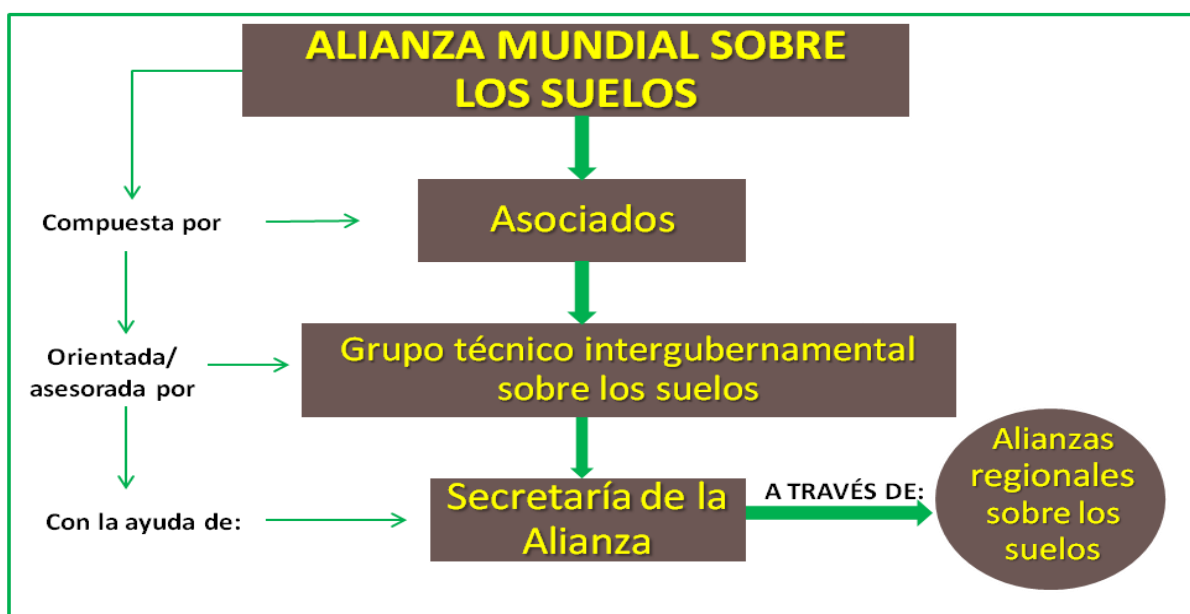 ALIANZA MUNDIAL SOBRE
LOS SUELOS
Compuesta por
Asociados
Orientada/
asesorada por
Grupo técnico intergubernamental
sobre los suelos
Con la ayuda de:
Secretaría de la
Alianza
A TRAVÉS DE:
Alianzas
regionales
sobre los
suelos